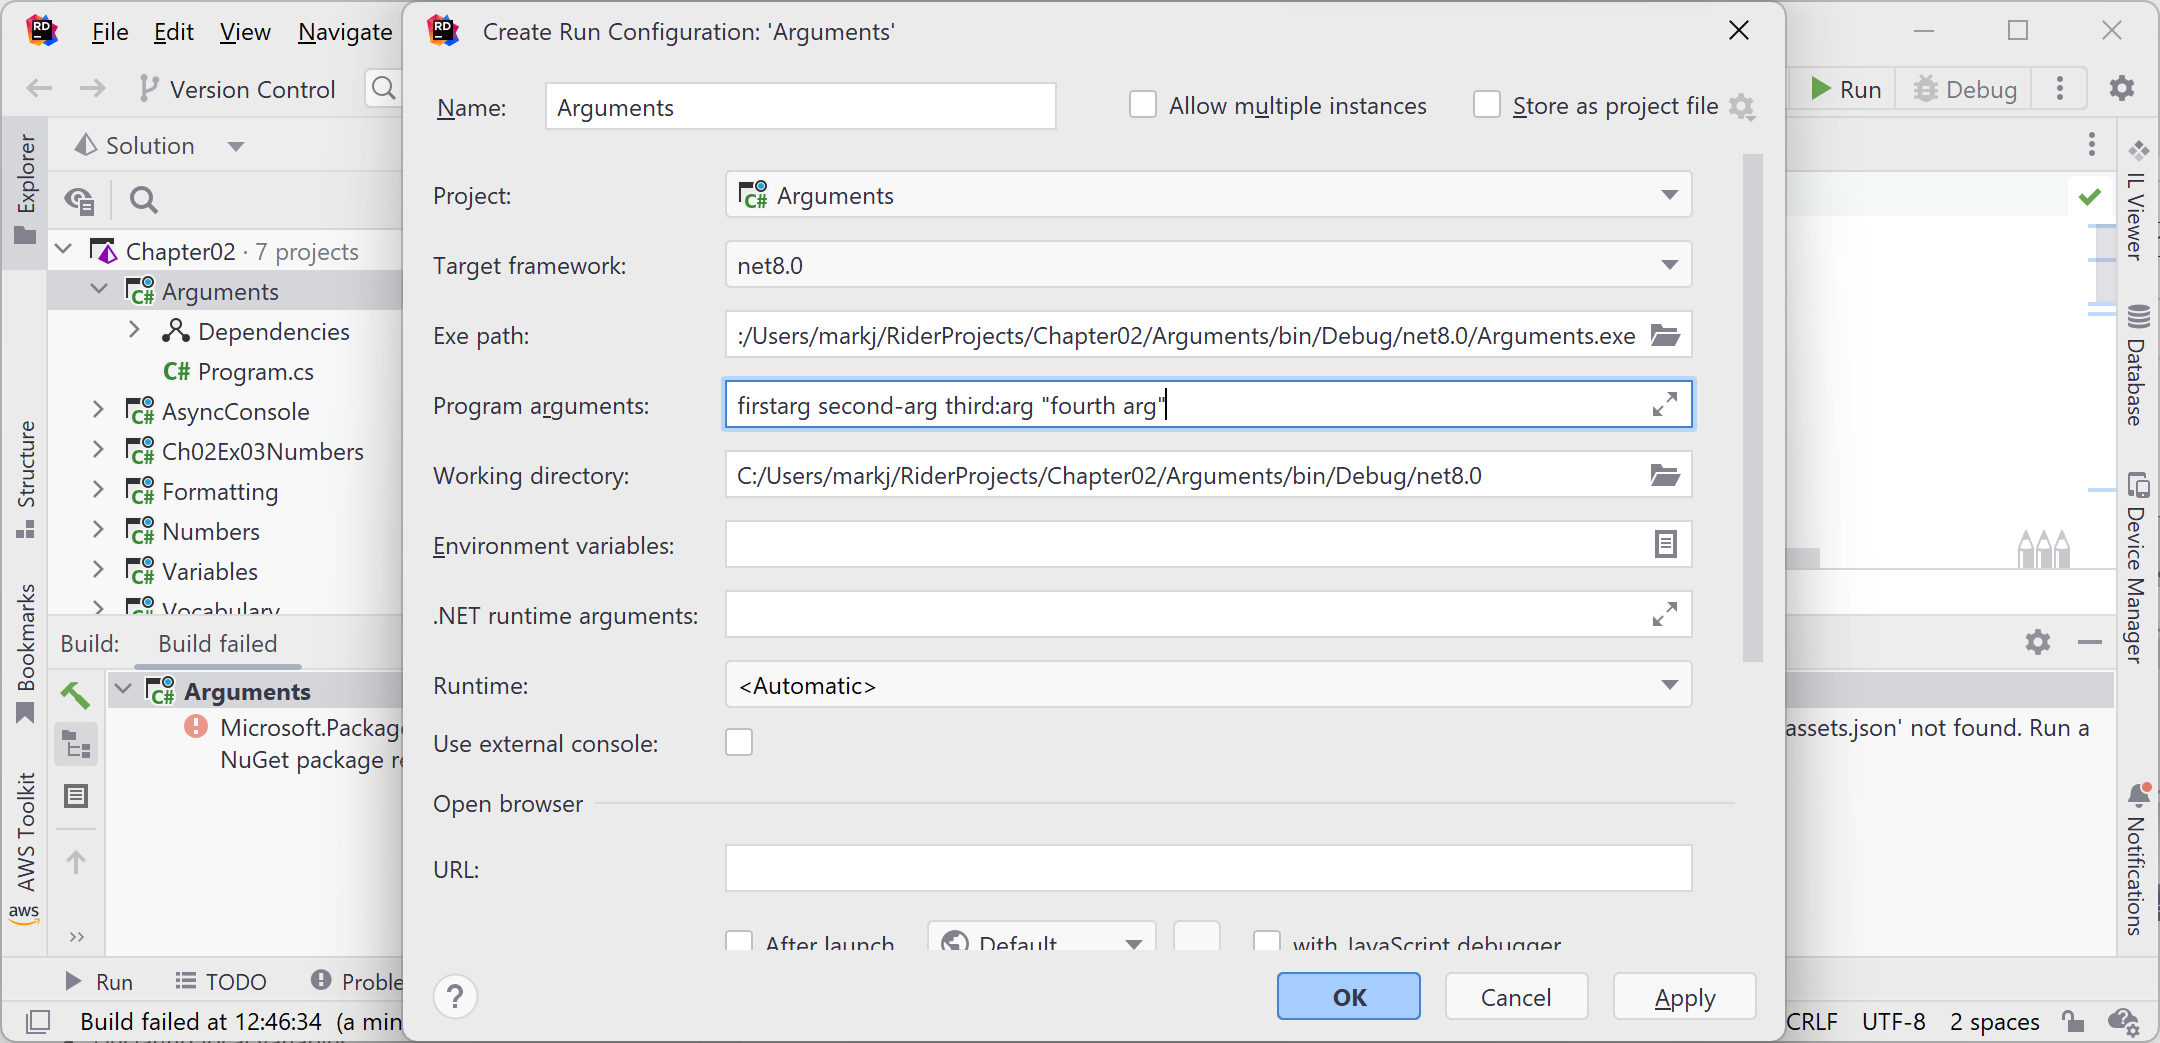 File Edit View Navigate
Create Run Configuration: 'Arguments'
Version Control
Run
Debug
Name:
Arguments
Allow multiple instances
Store as project file
Explorer
Structure
Bookmarks
AWS Toolkit
aws
Solution
Chapter02 · 7 projects
C# Arguments
Dependencies
C# Program.cs
C# AsyncConsole
C# Ch02Ex03Numbers
C# Formatting
C# Numbers
C# Variables
C# Vocabulary
Project:
C# Arguments
Target framework:
net8.0
Exe path:
:/Users/markj/RiderProjects/Chapter02/Arguments/bin/Debug/net8.0/Arguments.exe
Program arguments:
firstarg second-arg third:arg "fourth arg"
Working directory:
C:/Users/markj/RiderProjects/Chapter02/Arguments/bin/Debug/net8.0
Environment variables:
.NET runtime arguments:
Runtime:
<Automatic>
Use external console:
Open browser
URL:
After launch
Default
with JavaScript debugger
?
OK
Cancel
Apply
IL Viewer
Database
Device Manager
Notifications
Build:
Build failed
C# Arguments
Microsoft.Package
NuGet package re
assets.json' not found. Run a
Run
TODO
Proble
Build failed at 12:46:34 (a min
CRLF UTF-8 2 spaces